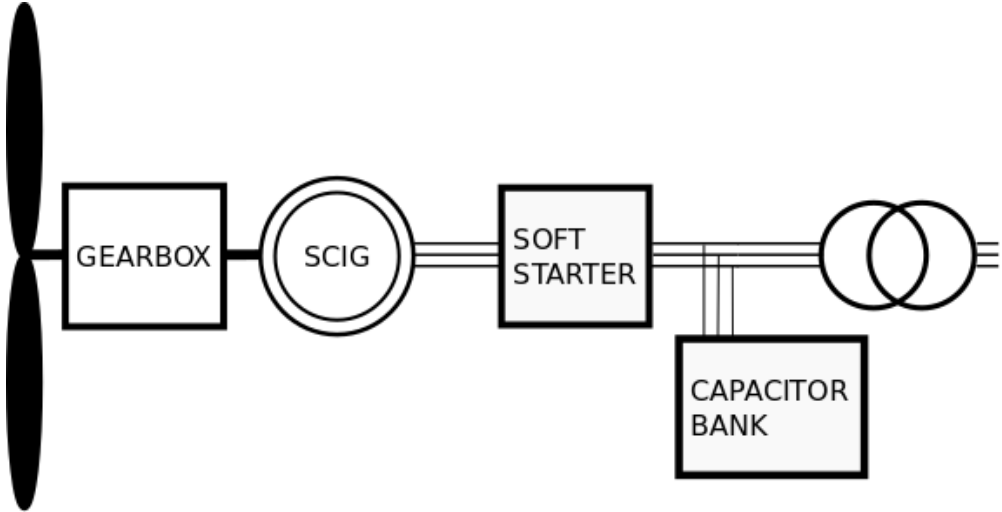 GEARBOX
SCIG
SOFT
STARTER
CAPACITOR
BANK